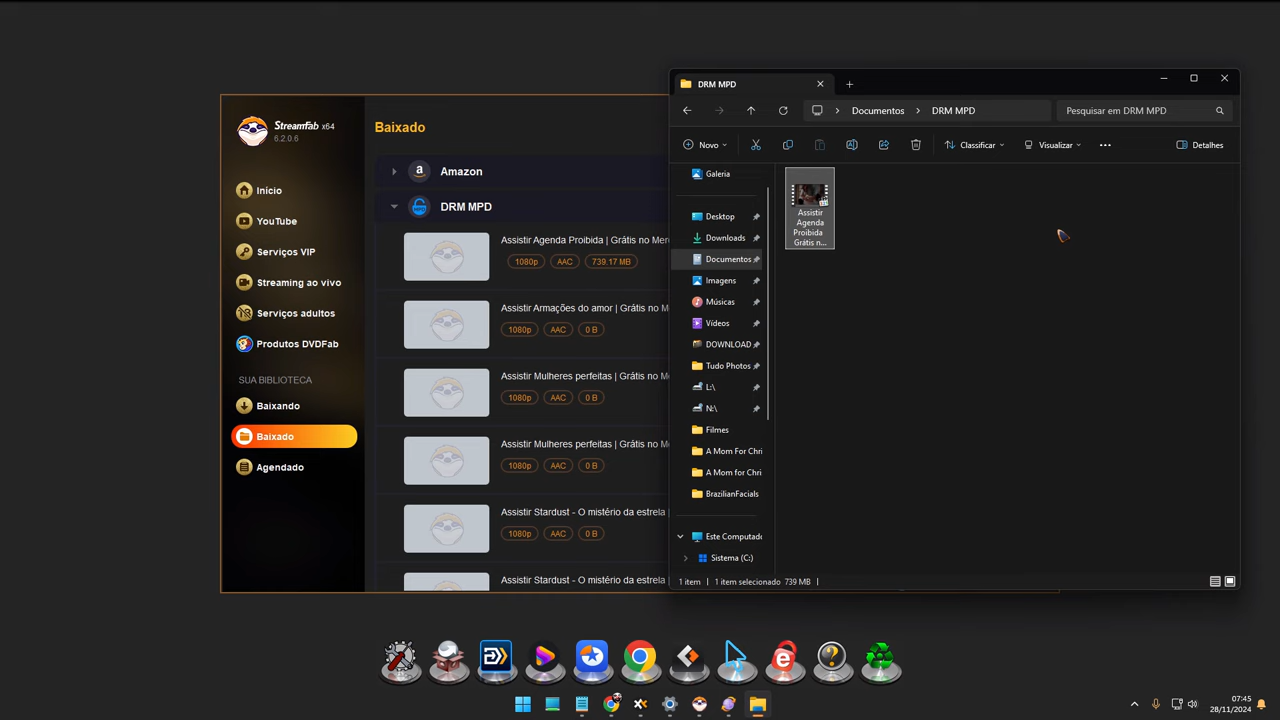 StreamFab x64
6.2.0.6
Início
YouTube
Serviços VIP
Streaming ao vivo
Serviços adultos
Produtos DVDFab
SUA BIBLIOTECA
Baixando
Baixado
Agendado
Baixado
a
Amazon
MPD
DRM MPD
Assistir Agenda Proibida | Grátis no Mer
1080p AAC 739.17 MB
Assistir Armações do amor | Grátis no Me
1080p AAC 0 B
Assistir Mulheres perfeitas | Grátis no M
1080p AAC 0 B
Assistir Mulheres perfeitas | Grátis no M
1080p AAC 0 B
Assistir Stardust - O mistério da estrela |
1080p AAC 0 B
Assistir Stardust - O mistério da estrela
DRM MPD
Documentos > DRM MPD
Pesquisar em DRM MPD
Novo
Classificar
Visualizar
Detalhes
Galeria
Desktop
Downloads
Documentos
Imagens
Músicas
Vídeos
DOWNLOAD
Tudo Photos
L:\
N:\
Filmes
A Mom For Chri
A Mom for Chri
BrazilianFacials
Este Computado
Sistema (C:)
Assistir
Agenda
Proibida
Grátis n...
1 item
1 item selecionado 739 MB
07:45
28/11/2024